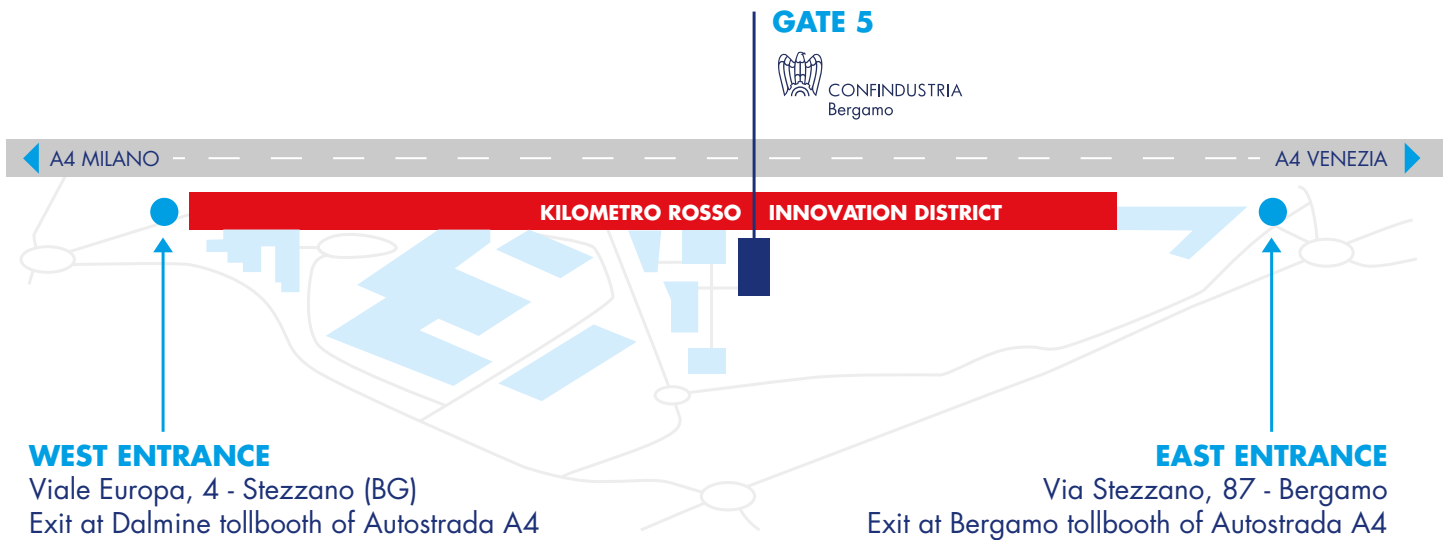 GATE 5
CONFINDUSTRIA
Bergamo
A4 MILANO
A4 VENEZIA
KILOMETRO ROSSO INNOVATION DISTRICT
WEST ENTRANCE
Viale Europa, 4 - Stezzano (BG)
Exit at Dalmine tollbooth of Autostrada A4
EAST ENTRANCE
Via Stezzano, 87 - Bergamo
Exit at Bergamo tollbooth of Autostrada A4